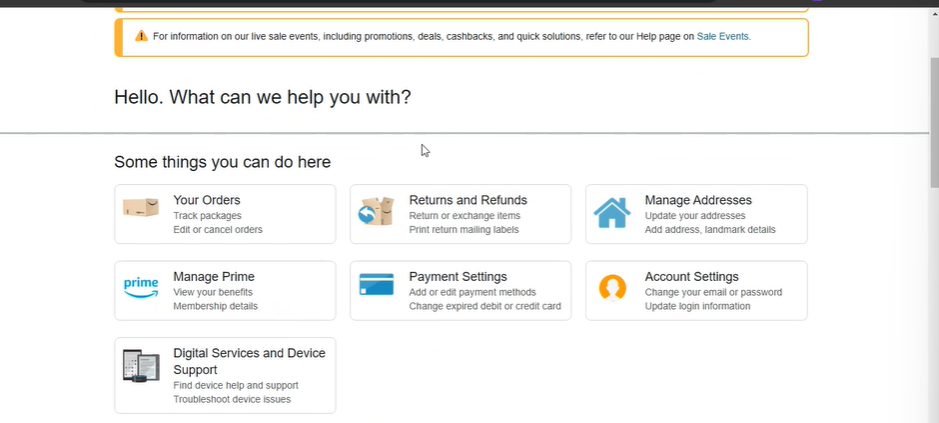 For information on our live sale events, including promotions, deals, cashbacks, and quick solutions, refer to our Help page on Sale Events.
Hello. What can we help you with?
Some things you can do here
Your Orders
Track packages
Edit or cancel orders
Returns and Refunds
Return or exchange items
Print return mailing labels
Manage Addresses
Update your addresses
Add address, landmark details
prime
Manage Prime
View your benefits
Membership details
Payment Settings
Add or edit payment methods
Change expired debit or credit card
Account Settings
Change your email or password
Update login information
Digital Services and Device
Support
Find device help and support
Troubleshoot device issues